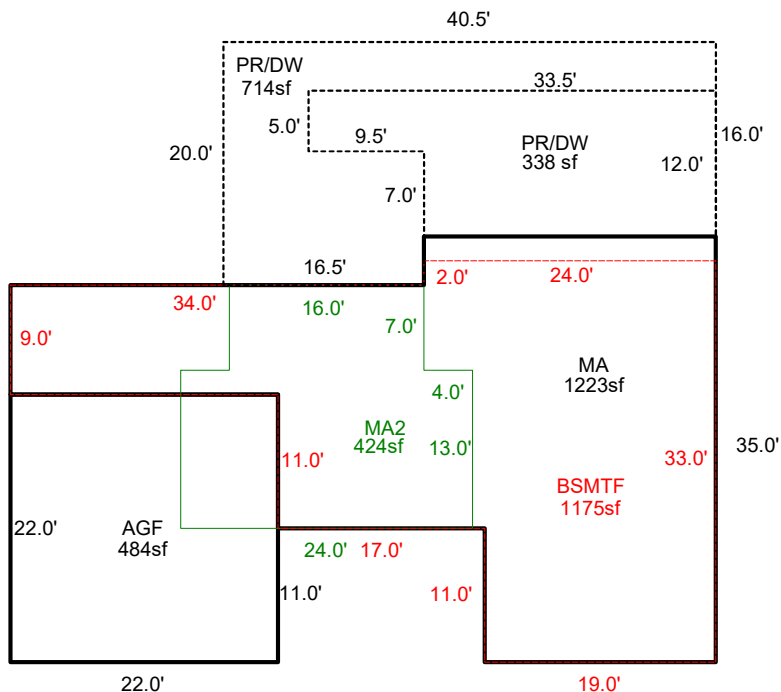 40.5'
PR/DW
714sf
33.5'
5.0'
9.5'
16.0'
PR/DW
338 sf
20.0'
12.0'
7.0'
16.5'
2.0'
24.0'
34.0'
16.0'
7.0'
9.0'
MA
1223sf
4.0'
MA2
424sf
13.0'
35.0'
11.0'
33.0'
BSMTF
1175sf
22.0'
AGF
484sf
24.0'
17.0'
11.0'
11.0'
22.0'
19.0'